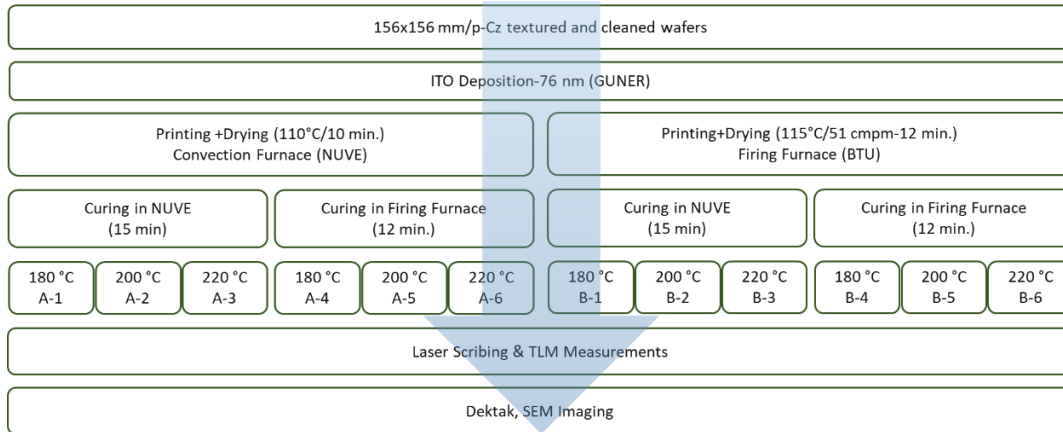 156x156 mm/p-Cz textured and cleaned wafers
ITO Deposition-76 nm (GUNER)
Printing +Drying (110°C/10 min.)
Convection Furnace (NUVE)
Printing+Drying (115°C/51 cmpm-12 min.)
Firing Furnace (BTU)
Curing in NUVE
(15 min)
Curing in Firing Furnace
(12 min.)
Curing in NUVE
(15 min)
Curing in Firing Furnace
(12 min.)
180 °C
A-1
200 °C
A-2
220 °C
A-3
180 °C
A-4
200 °C
A-5
220 °C
A-6
180 °C
B-1
200 °C
B-2
220 °C
B-3
180 °C
B-4
200 °C
B-5
220 °C
B-6
Laser Scribing & TLM Measurements
Dektak, SEM Imaging